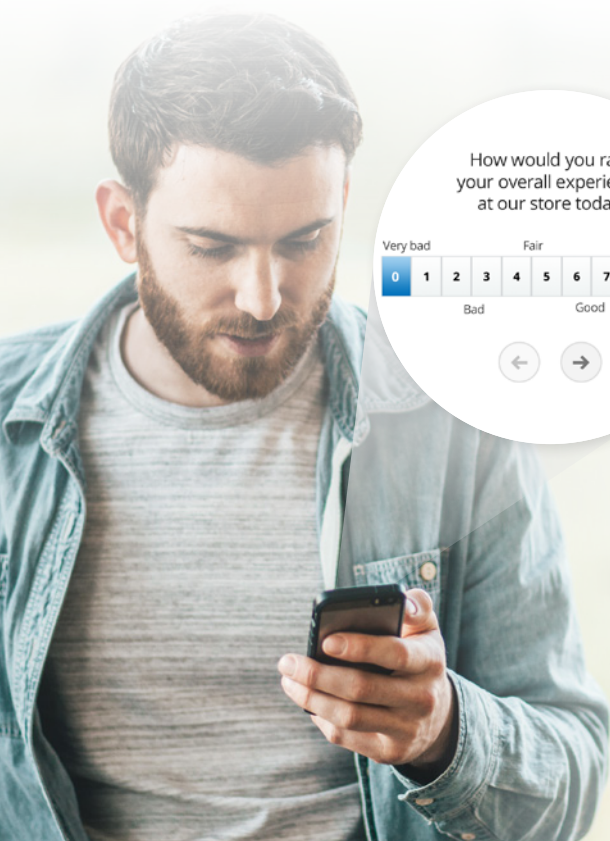 How would you
your overall
at our store
Very bad Fair
0 1 2 3 4 5 6 7
Bad Good